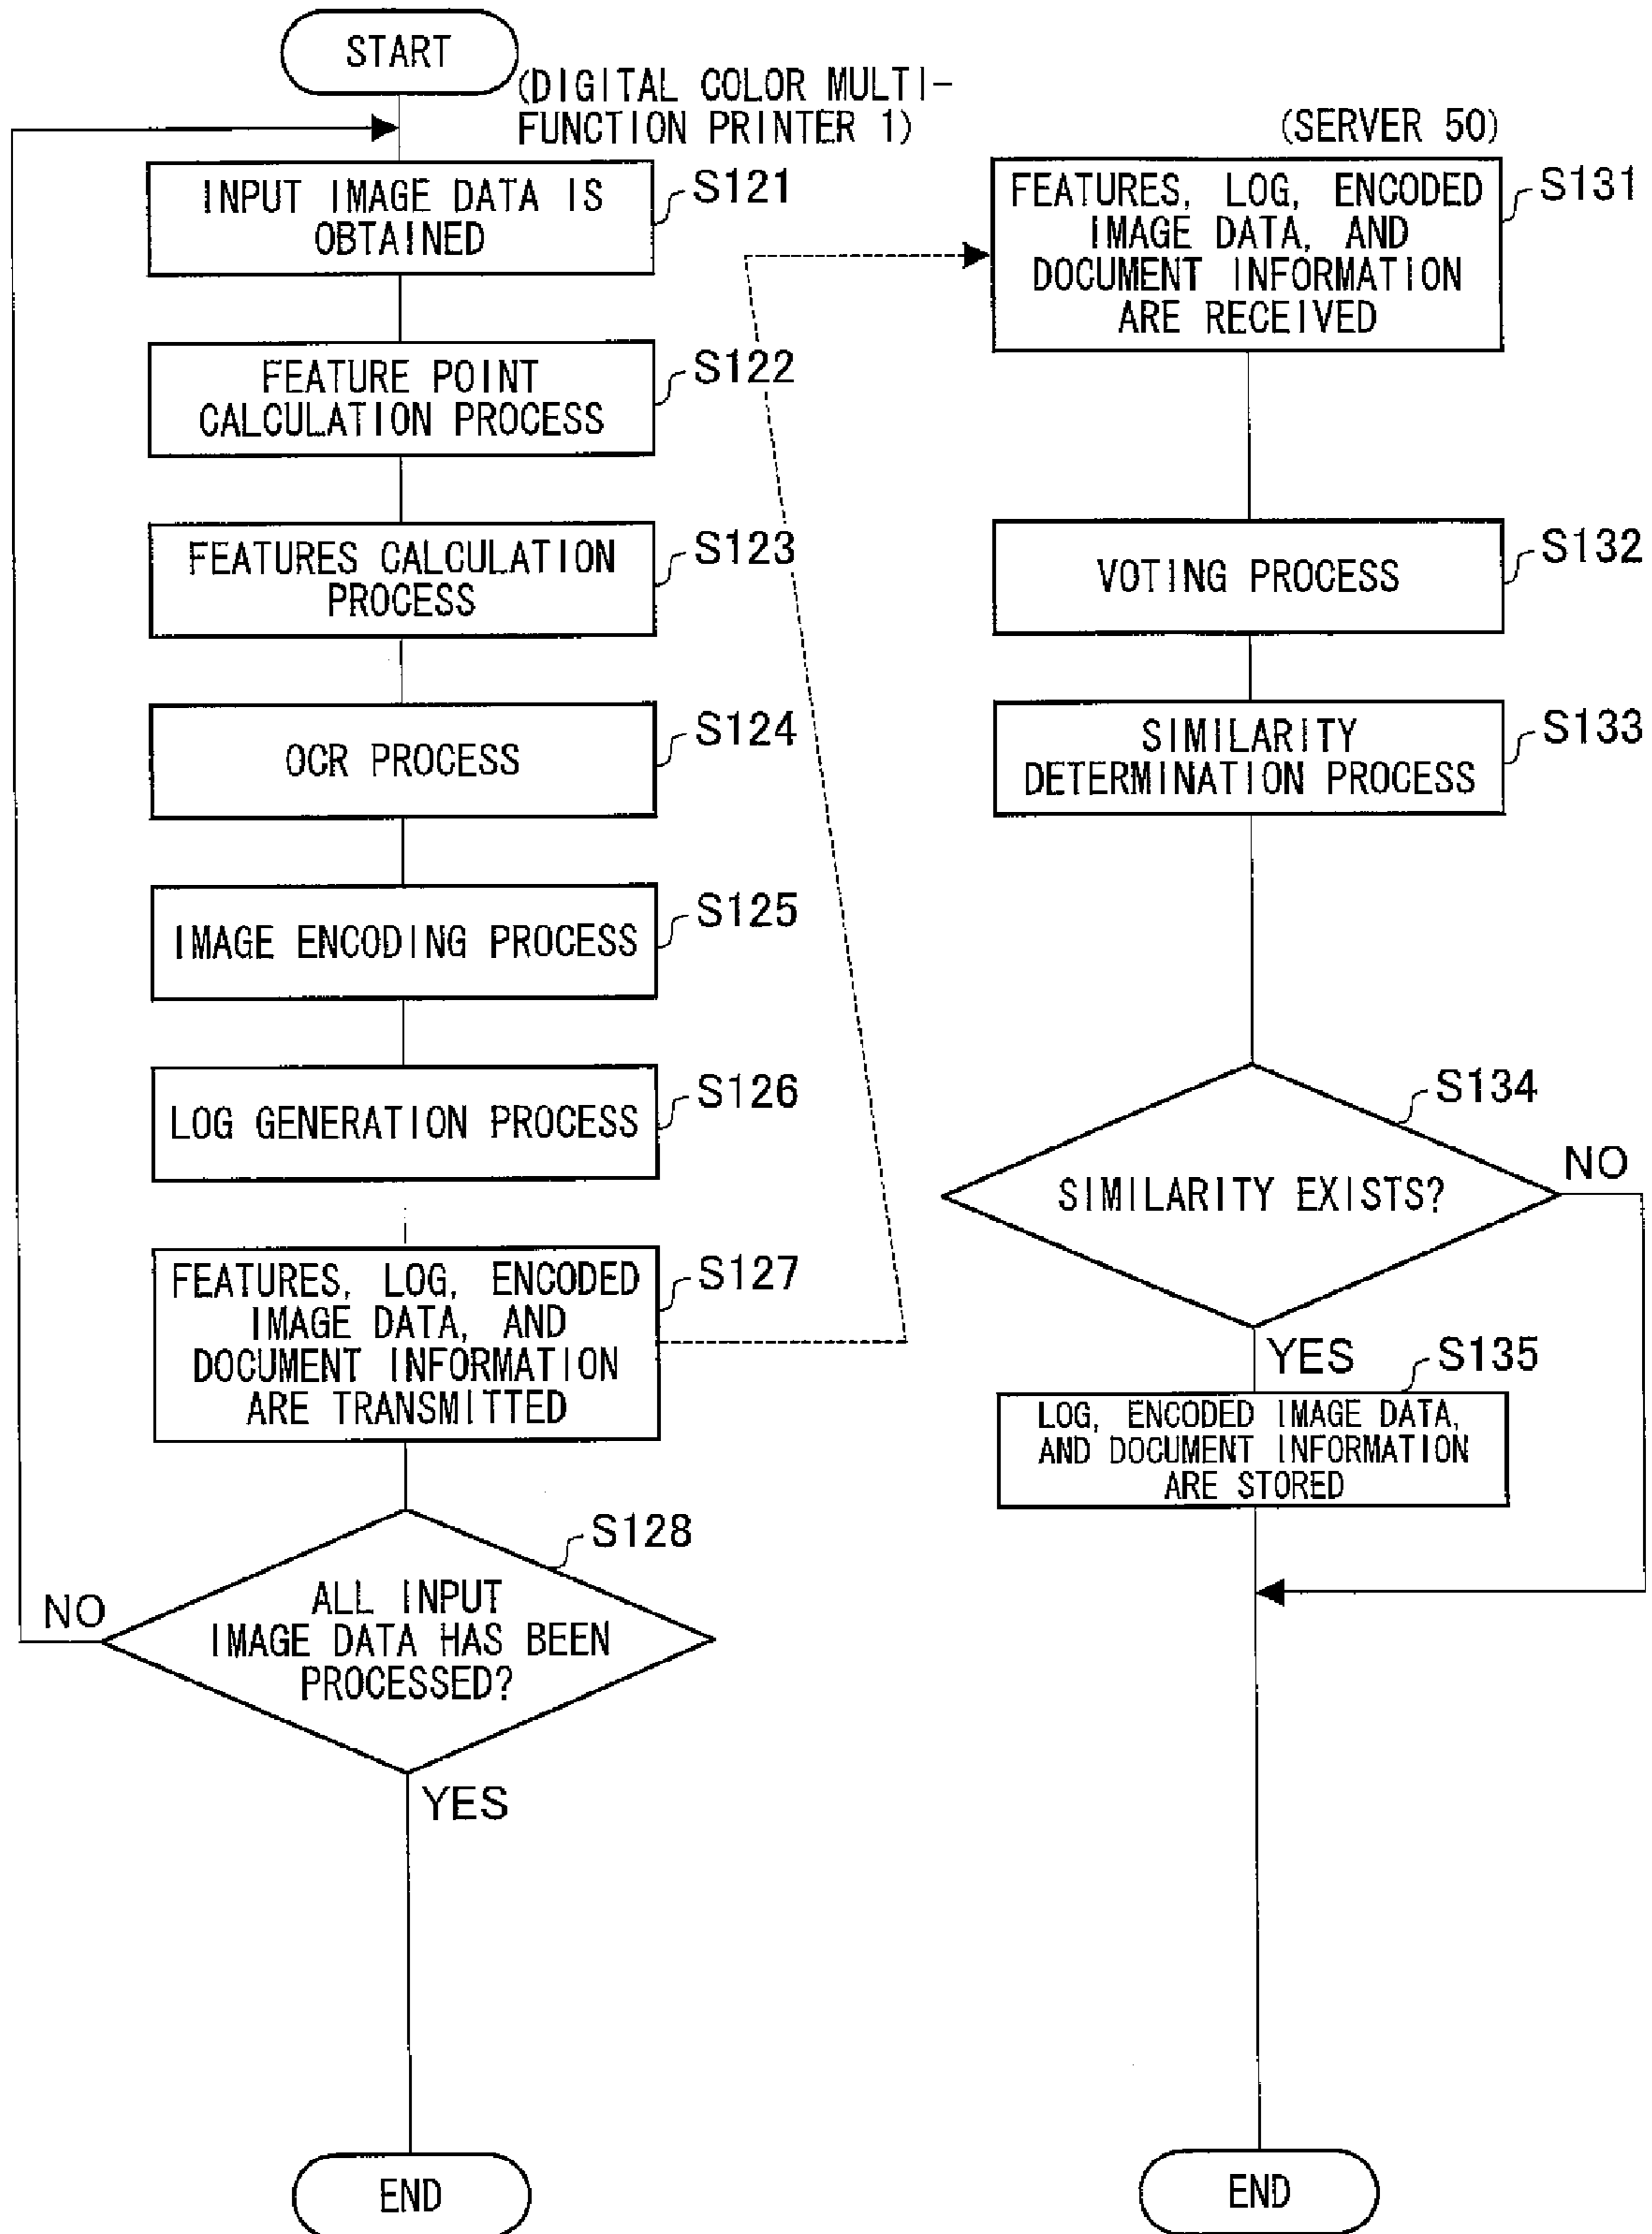 START
(DIGITAL COLOR MULTI-
FUNCTION PRINTER 1)
INPUT IMAGE DATA IS
OBTAINED
S121
FEATURE POINT
CALCULATION PROCESS
S122
FEATURES CALCULATION
PROCESS
S123
OCR PROCESS
S124
IMAGE ENCODING PROCESS
S125
LOG GENERATION PROCESS
S126
FEATURES, LOG, ENCODED
IMAGE DATA, AND
DOCUMENT INFORMATION
ARE TRANSMITTED
S127
ALL INPUT
IMAGE DATA HAS BEEN
PROCESSED?
S128
NO
YES
END
(SERVER 50)
FEATURES, LOG, ENCODED
IMAGE DATA, AND
DOCUMENT INFORMATION
ARE RECEIVED
S131
VOTING PROCESS
S132
SIMILARITY
DETERMINATION PROCESS
S133
SIMILARITY EXISTS?
S134
NO
YES
LOG, ENCODED IMAGE DATA,
AND DOCUMENT INFORMATION
ARE STORED
S135
END